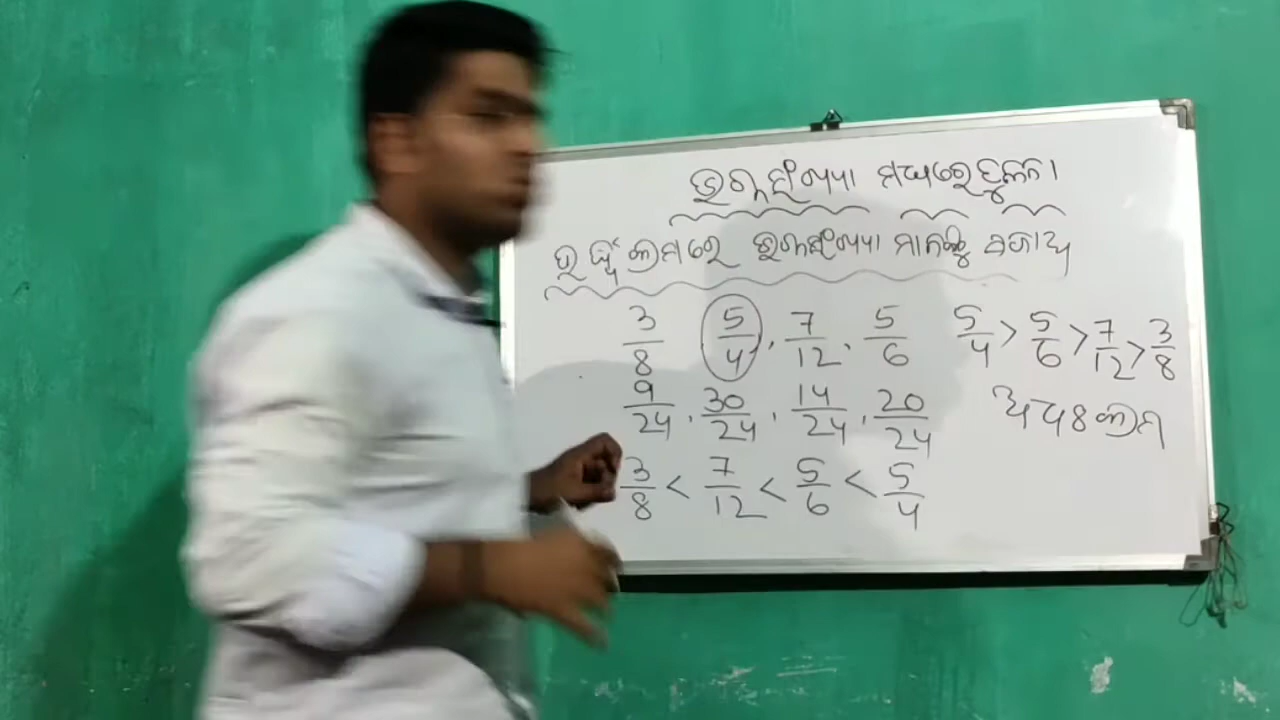 ଭଗ୍ନସଂଖ୍ୟା ମଧ୍ୟରେ ତୁଳନା
କ୍ରମରେ ଭଗ୍ନସଂଖ୍ୟା ମାନଙ୍କୁ ସଜାଅ
3/8 5/4, 7/12, 5/6
9/24, 30/24, 14/24, 20/24
3/8 < 7/12 < 5/6 < 5/4
5/4 > 5/6 > 7/12 > 3/8
ଅଧଃକ୍ରମ